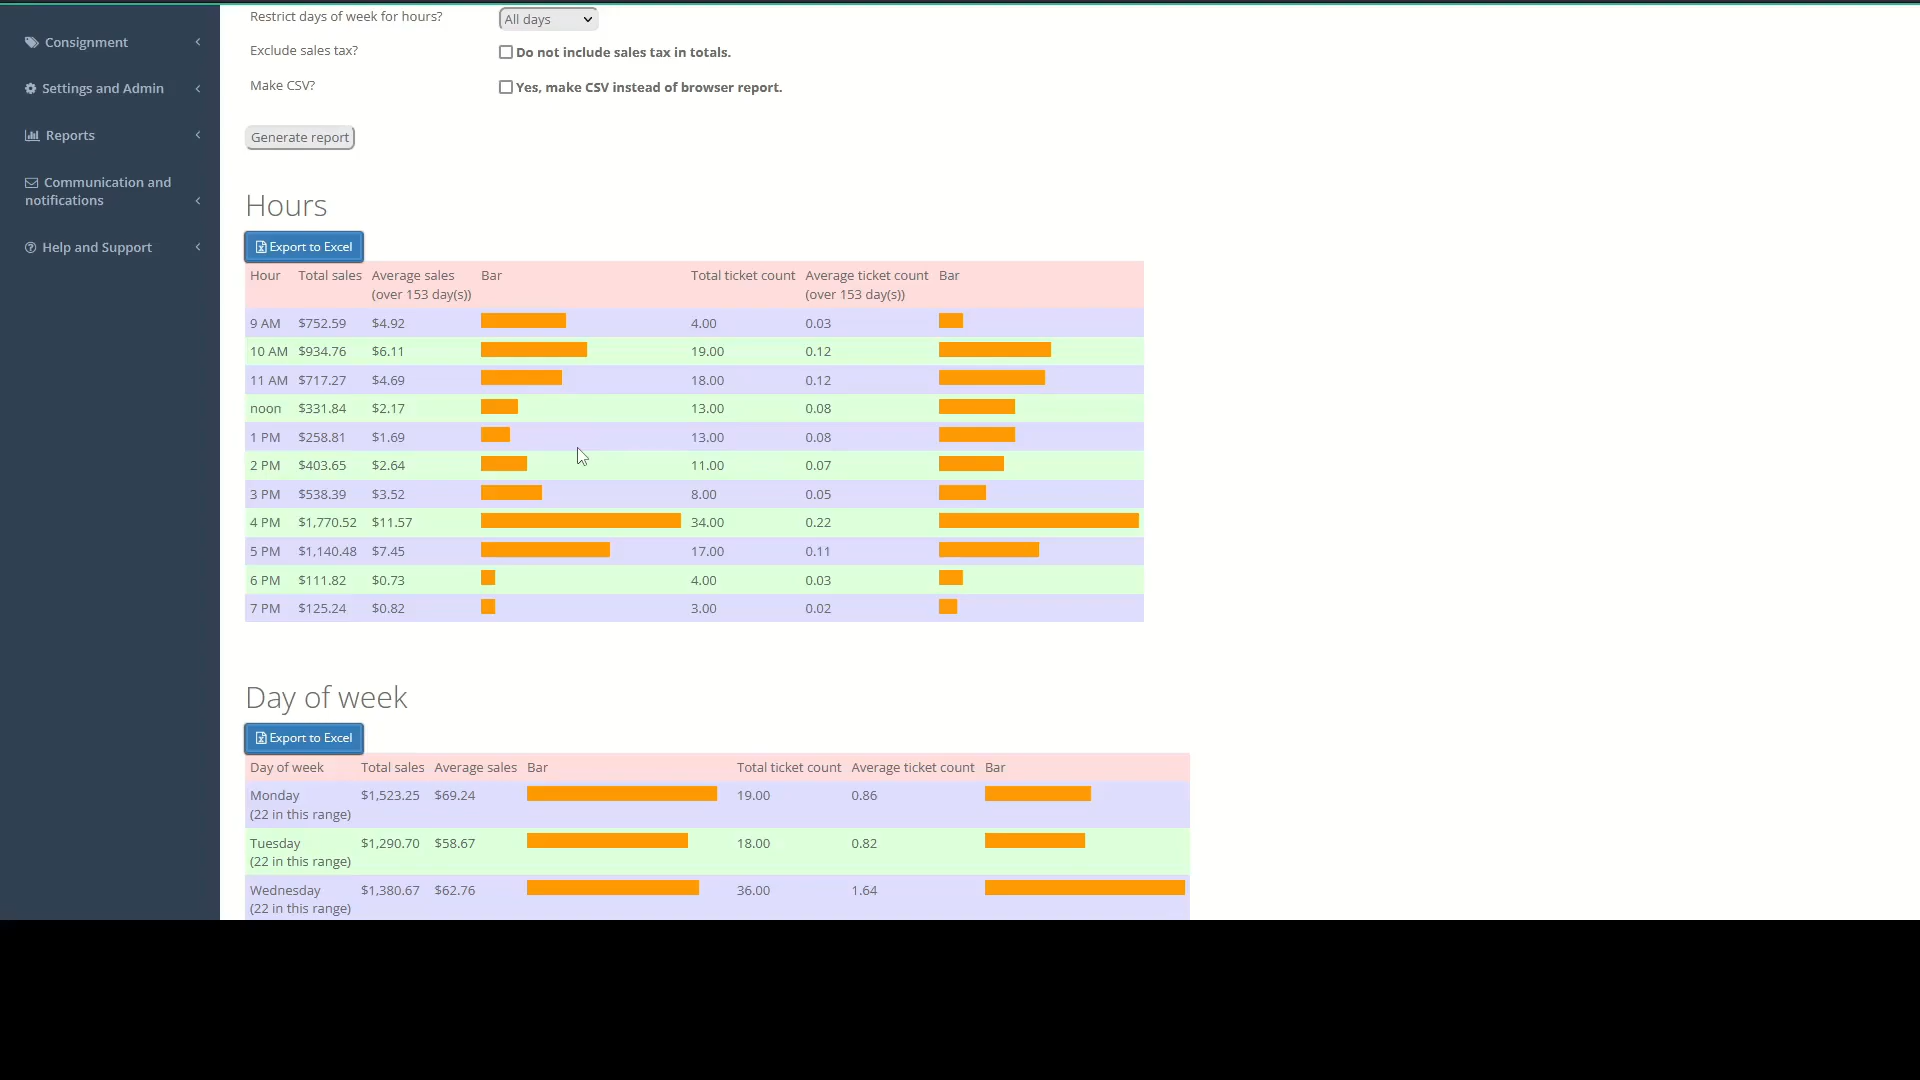 Restrict days of week for hours? All days
Consignment
Exclude sales tax? Do not include sales tax in totals.
Settings and Admin
Make CSV? Yes, make CSV instead of browser report.
Reports
Generate report
Communication and
notifications
Help and Support
Hours
Export to Excel
Hour Total sales Average sales Bar Total ticket count Average ticket count Bar
(over 153 day(s)) (over 153 day(s))
9 AM $752.59 $4.92 4.00 0.03
10 AM $934.76 $6.11 19.00 0.12
11 AM $717.27 $4.69 18.00 0.12
noon $331.84 $2.17 13.00 0.08
1 PM $258.81 $1.69 13.00 0.08
2 PM $403.65 $2.64 11.00 0.07
3 PM $538.39 $3.52 8.00 0.05
4 PM $1,770.52 $11.57 34.00 0.22
5 PM $1,140.48 $7.45 17.00 0.11
6 PM $111.82 $0.73 4.00 0.03
7 PM $125.24 $0.82 3.00 0.02
Day of week
Export to Excel
Day of week Total sales Average sales Bar Total ticket count Average ticket count Bar
Monday $1,523.25 $69.24 19.00 0.86
(22 in this range)
Tuesday $1,290.70 $58.67 18.00 0.82
(22 in this range)
Wednesday $1,380.67 $62.76 36.00 1.64
(22 in this range)